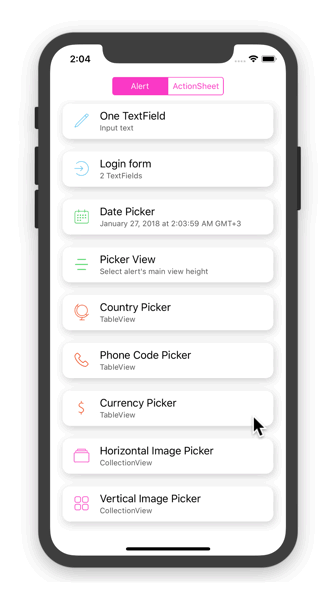 2:04
Alert ActionSheet
One TextField
Input text
Login form
2 TextFields
Date Picker
January 27, 2018 at 2:03:59 AM GMT+3
Picker View
Select alert's main view height
Country Picker
TableView
Phone Code Picker
TableView
Currency Picker
TableView
Horizontal Image Picker
CollectionView
Vertical Image Picker
CollectionView